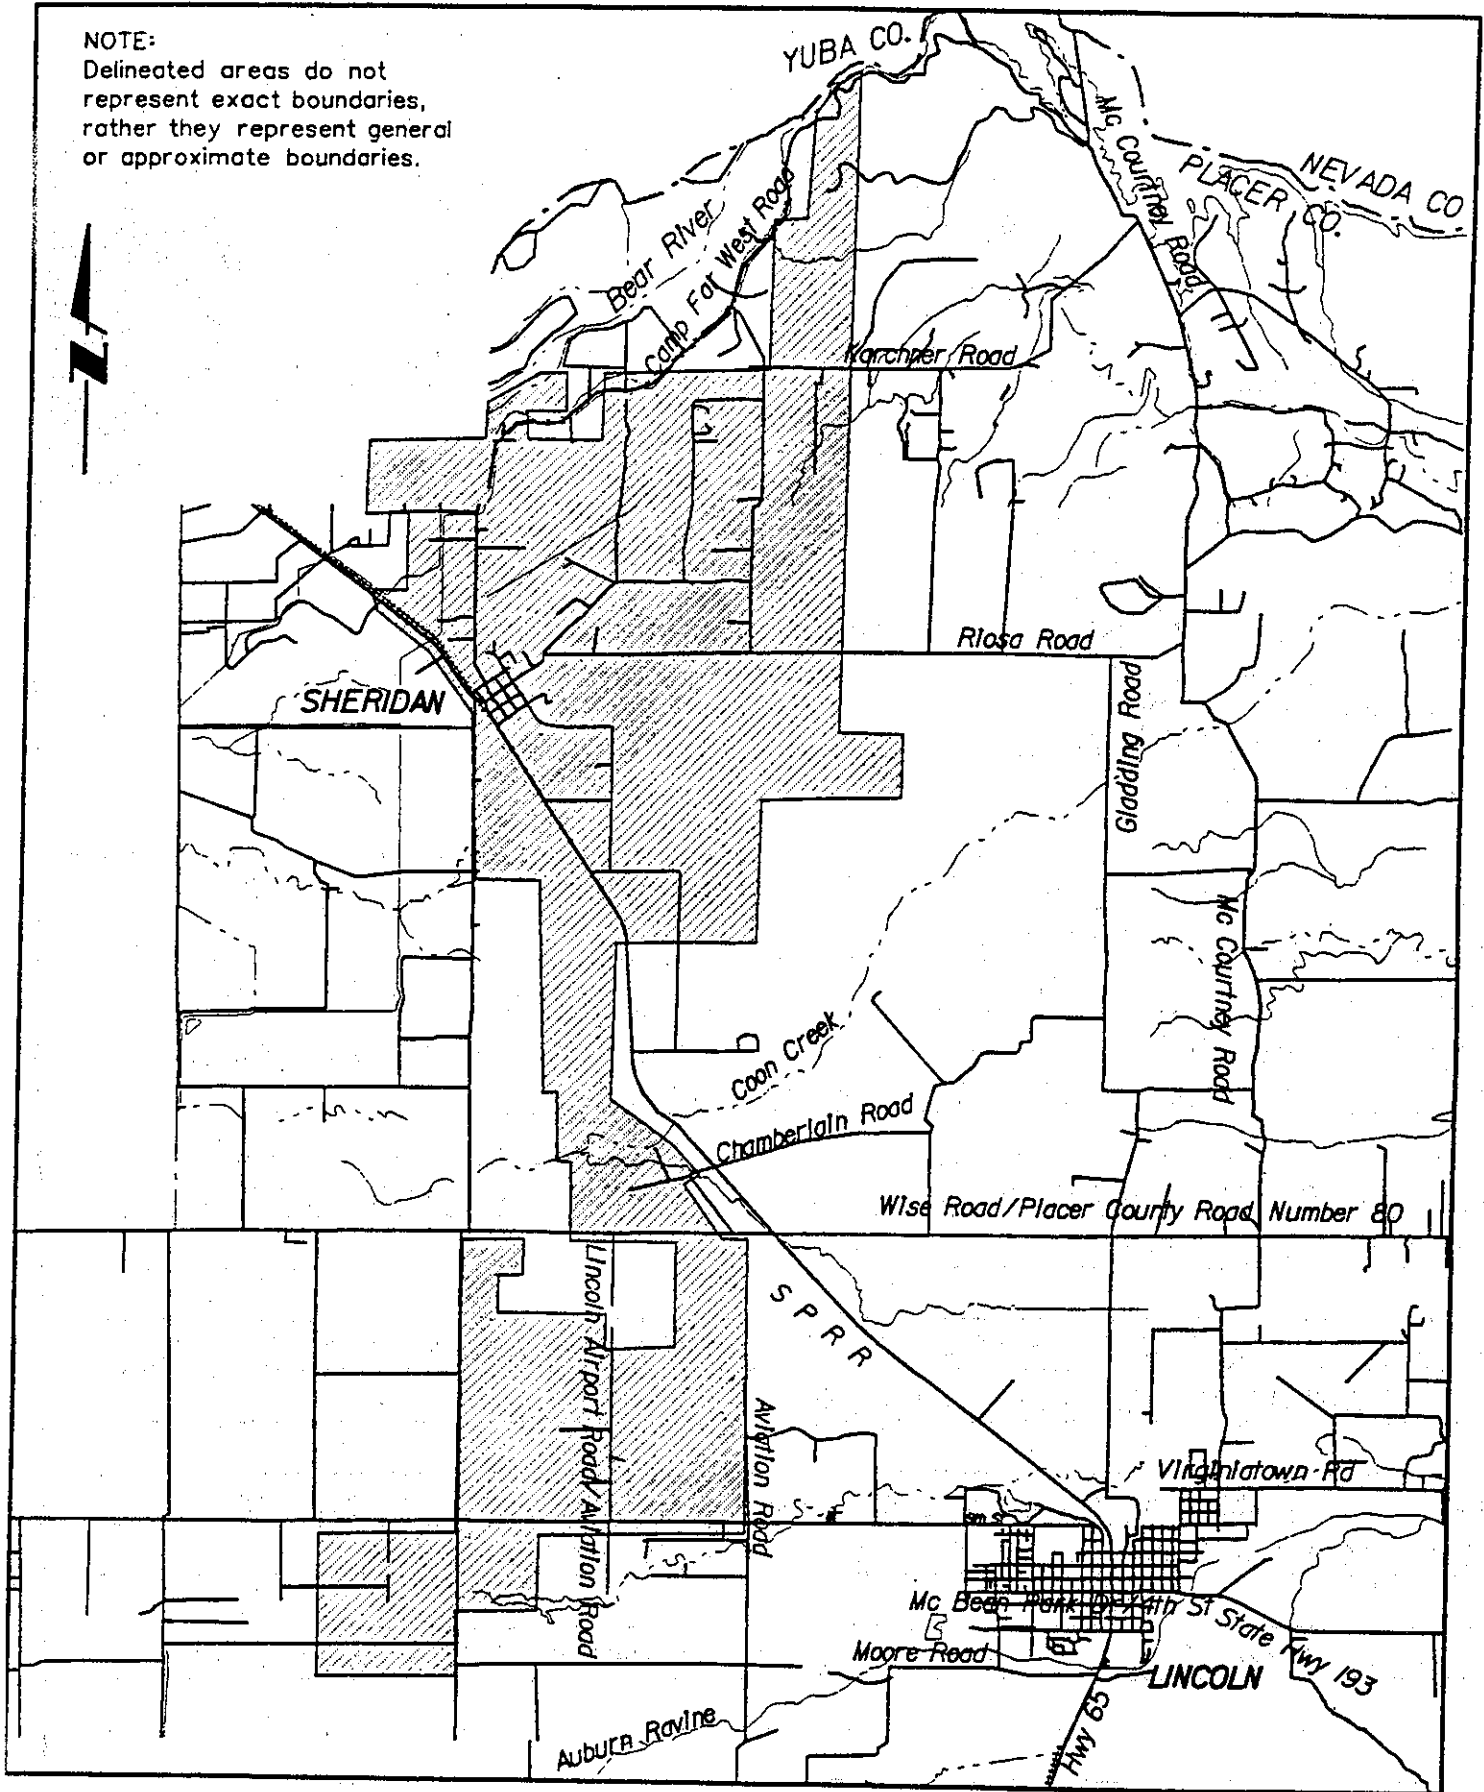 NOTE:
Delineated areas do not
represent exact boundaries,
rather they represent general
or approximate boundaries.
YUBA CO.
NEVADA CO
PLACER CO.
Mc Courtney Road
Bear River
Camp Far West Road
N
Karchner Road
Riosa Road
SHERIDAN
Gladding Road
Mc Courtney Road
Coon Creek
Chamberlain Road
Wise Road/Placer County Road Number 80
S P R R
Lincoln Airport Road/Aviation Road
Aviation Road
Virginiatown Rd
Mc Bean Park Dr/4th St
State Hwy 193
Moore Road
LINCOLN
Hwy 65
Auburn Ravine